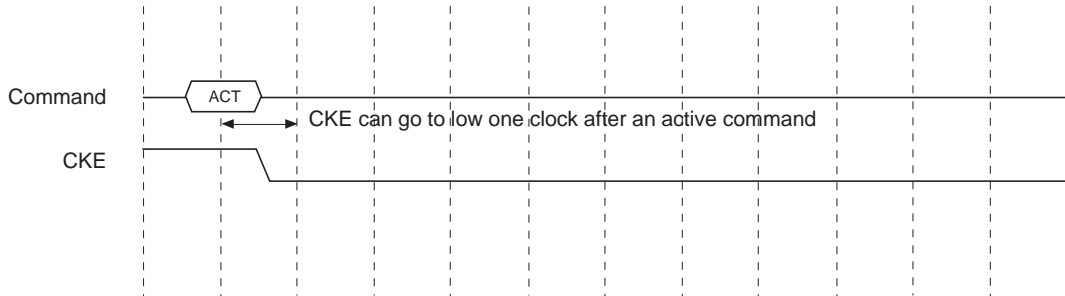 Command
ACT
CKE can go to low one clock after an active command
CKE